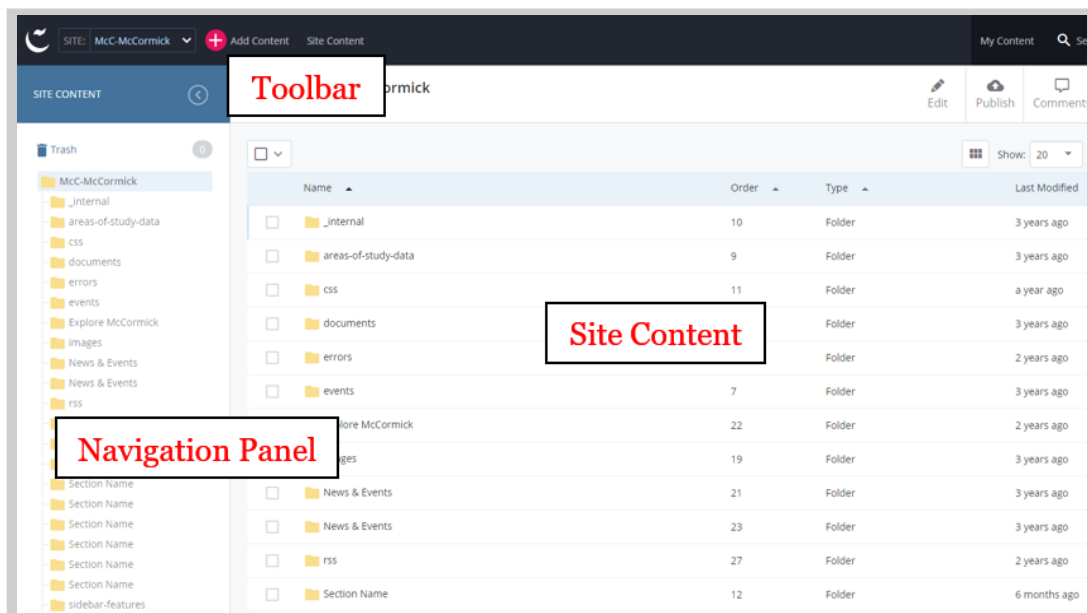 SITE: McC-McCormick Add Content Site Content My Content
SITE CONTENT
Toolbar
Edit Publish
Trash 0
Show: 20
McC-McCormick
_internal
areas-of-study-data
css
documents
errors
events
Explore McCormick
images
News & Events
News & Events
rss
Navigation Panel
Section Name
Section Name
Section Name
Section Name
Section Name
Section Name
sidebar-features
Name Order Type Last Modified
_internal 10 Folder 3 years ago
areas-of-study-data 9 Folder 3 years ago
css 11 Folder a year ago
documents Folder 3 years ago
Site Content
errors Folder 2 years ago
events 7 Folder 3 years ago
McCormick 22 Folder 2 years ago
19 Folder 3 years ago
News & Events 21 Folder 3 years ago
News & Events 23 Folder 3 years ago
rss 27 Folder 2 years ago
Section Name 12 Folder 6 months ago